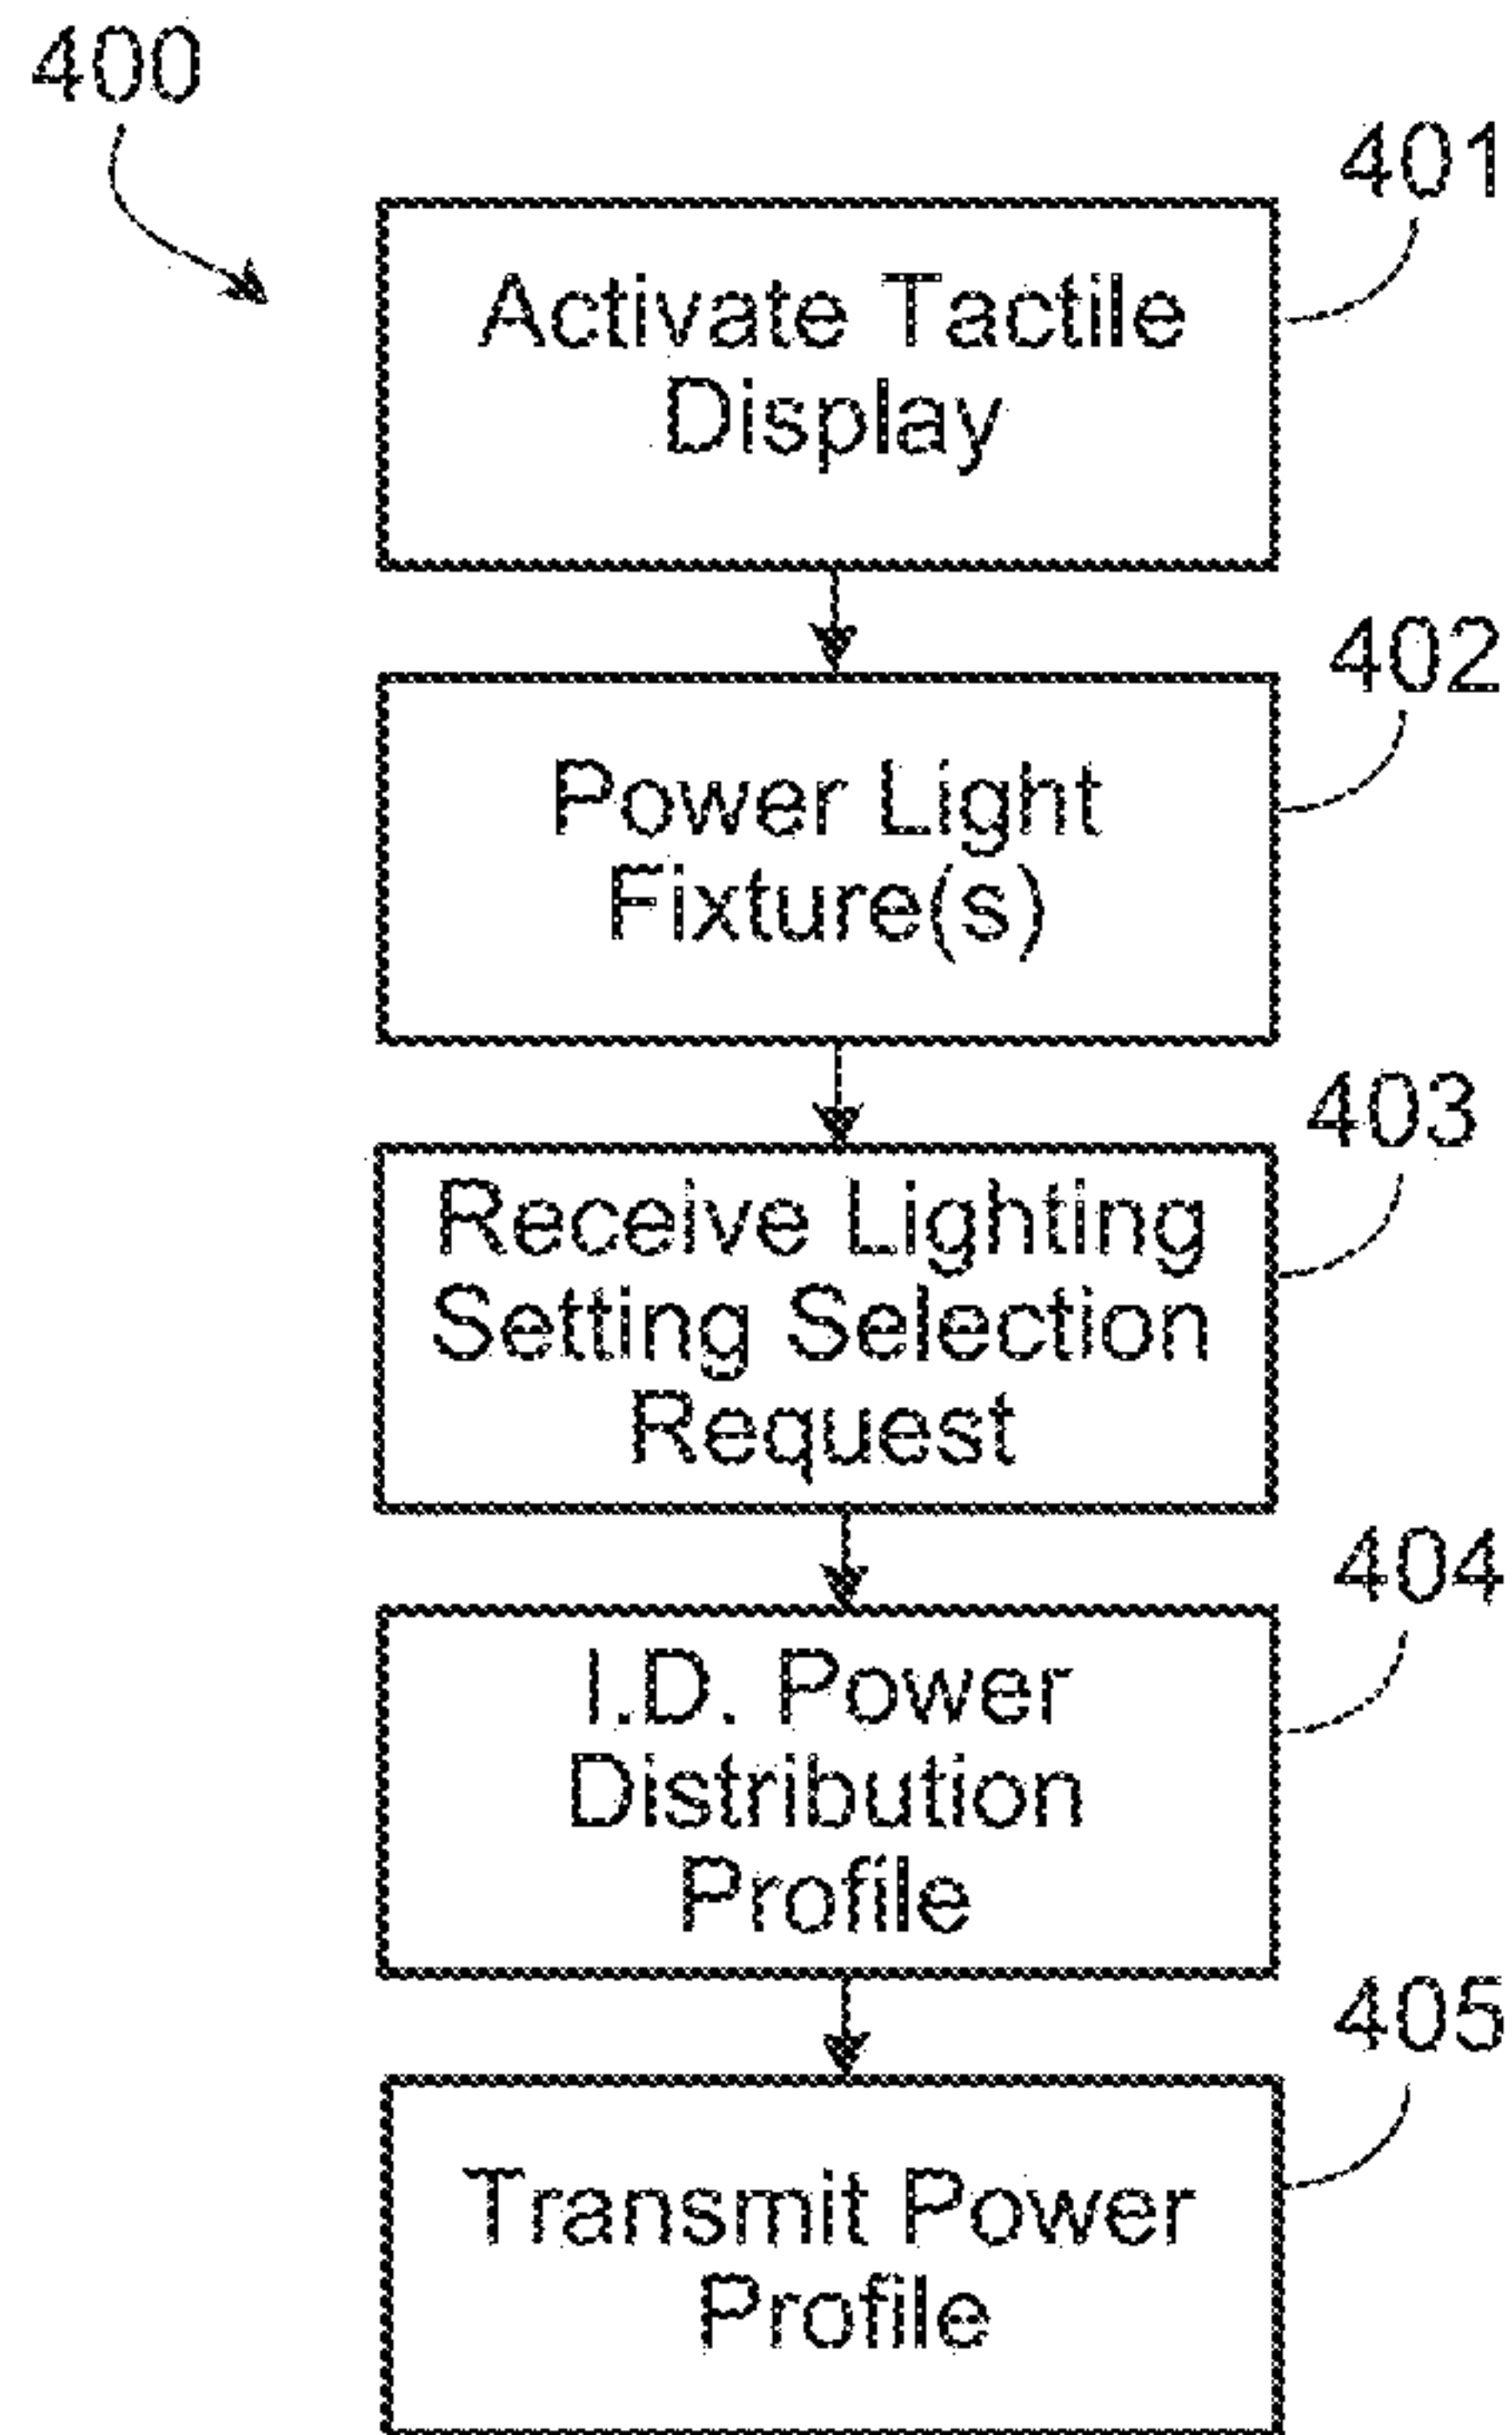 400
401
Activate Tactile
Display
402
Power Light
Fixture(s)
403
Receive Lighting
Setting Selection
Request
404
I.D. Power
Distribution
Profile
405
Transmit Power
Profile